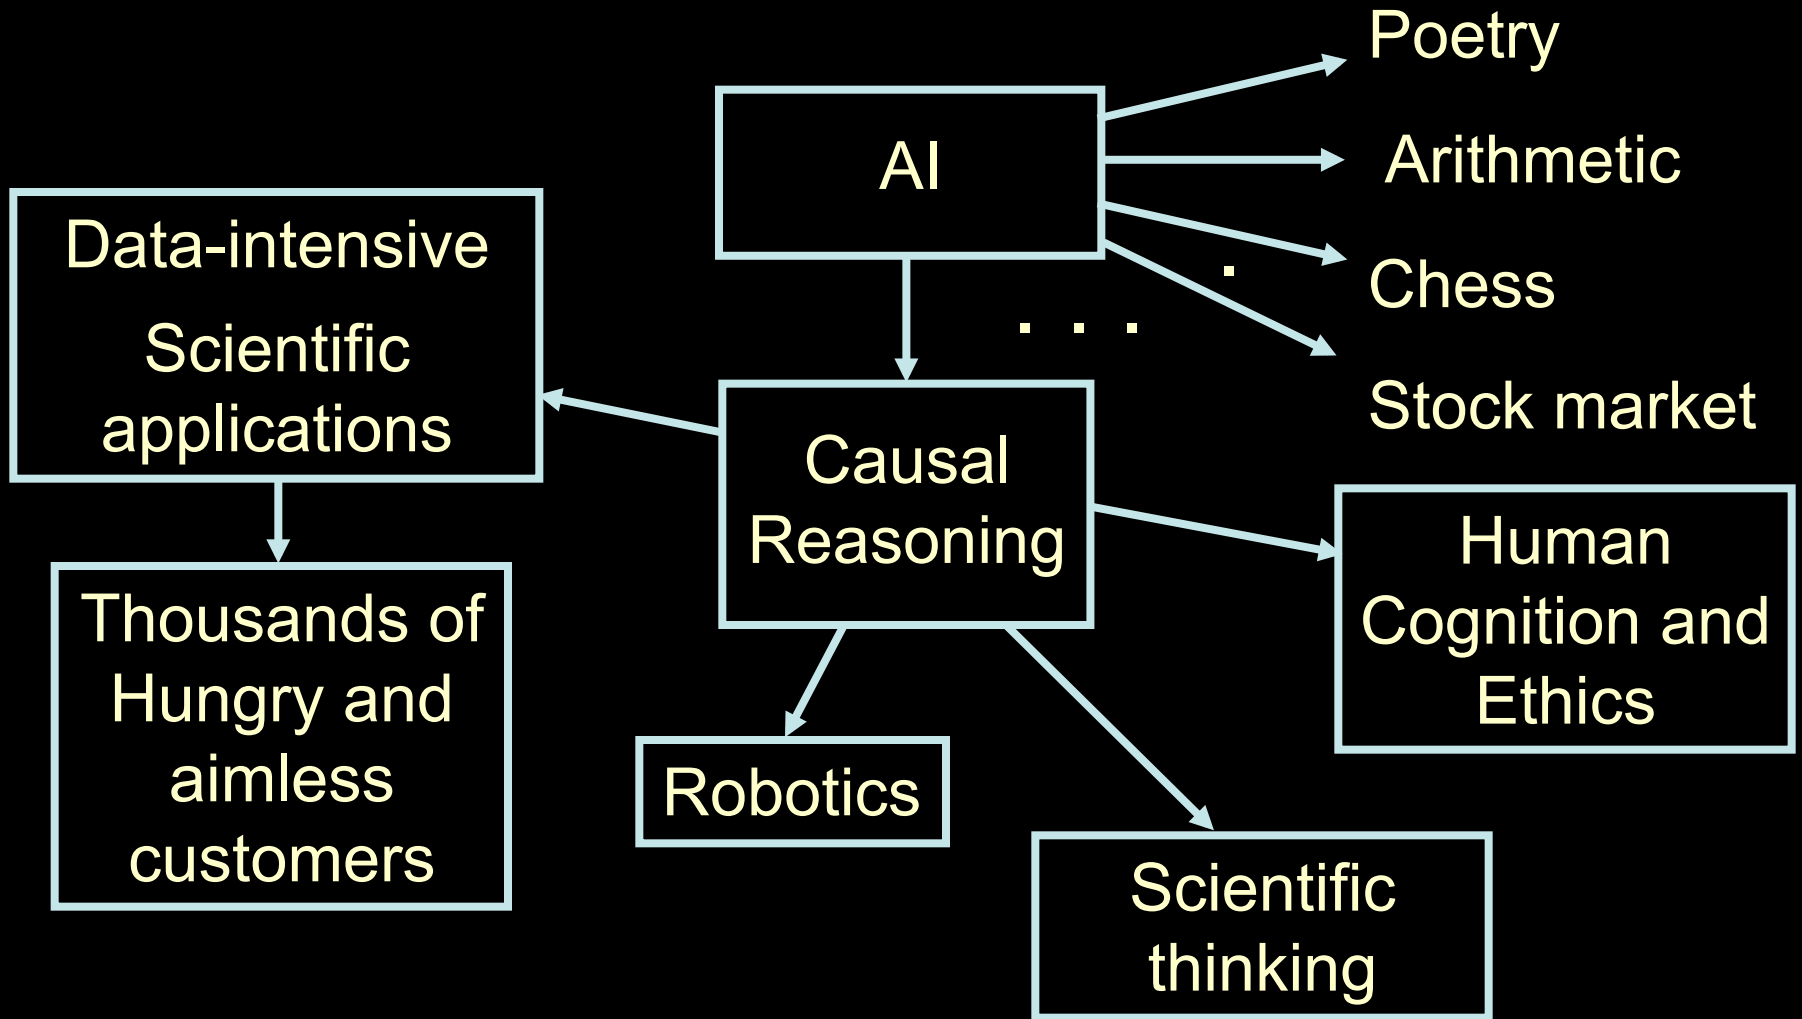 Poetry
AI
Arithmetic
Data-intensive
Scientific
applications
Chess
. . . .
Stock market
Causal
Reasoning
Human
Cognition and
Ethics
Thousands of
Hungry and
aimless
customers
Robotics
Scientific
thinking